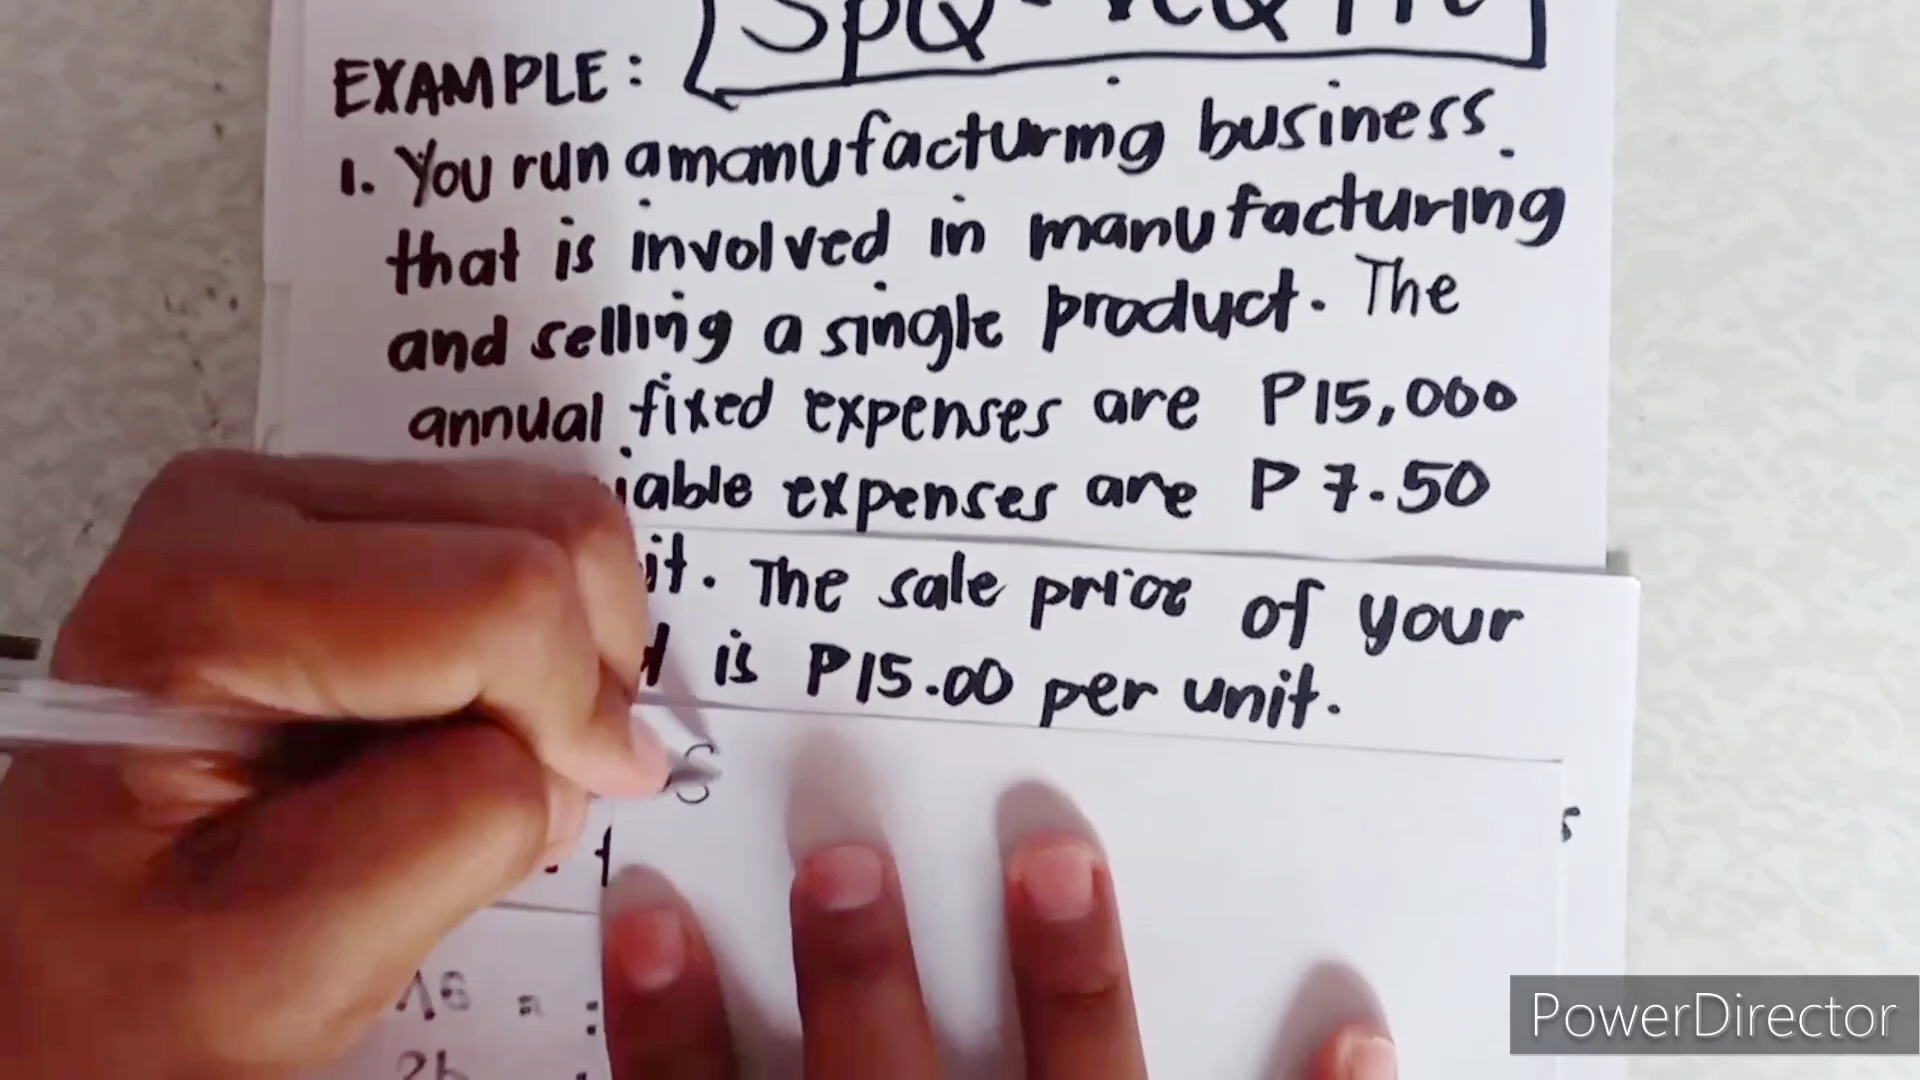 EXAMPLE:
1. You run a manufacturing business
that is involved in manufacturing
and selling a single product. The
annual fixed expenses are P15,000
iable expenses are P 7.50
it. The sale price of your
is P15.00 per unit.
S
PowerDirector